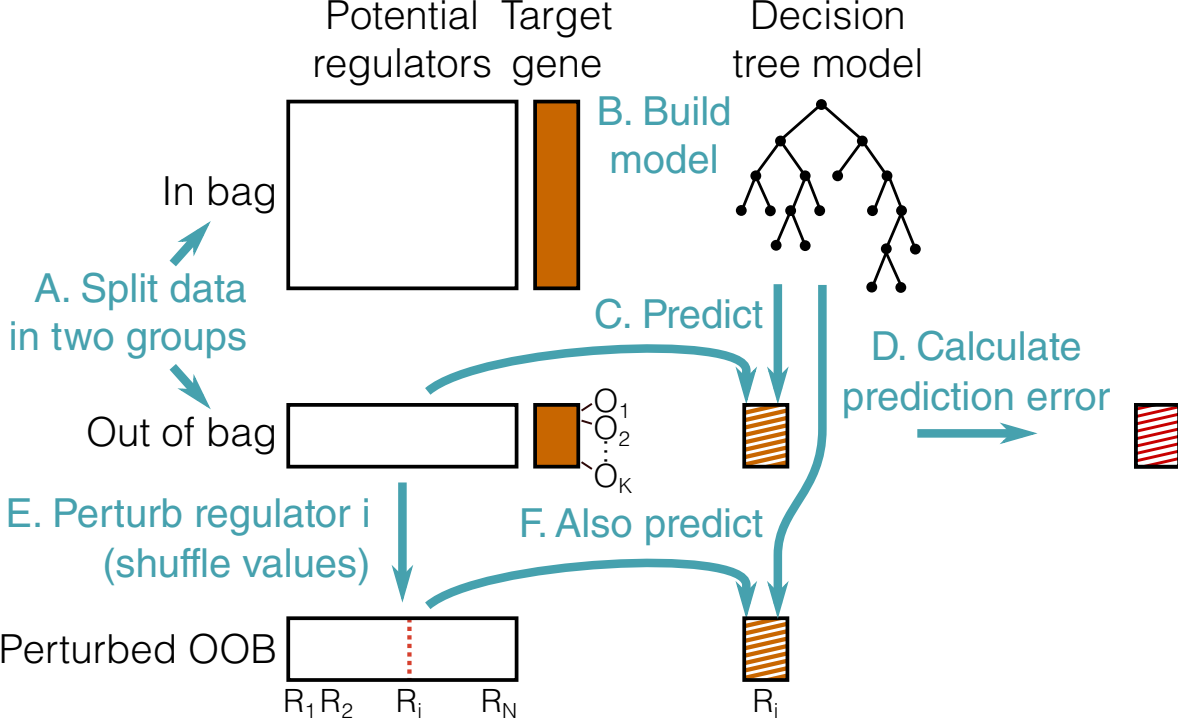 Potential
regulators
Target
gene
Decision
tree model
B. Build
model
In bag
A. Split data
in two groups
C. Predict
D. Calculate
prediction error
Out of bag
O1
O2
OK
E. Perturb regulator i
(shuffle values)
F. Also predict
Perturbed OOB
R1 R2 Ri RN
Ri